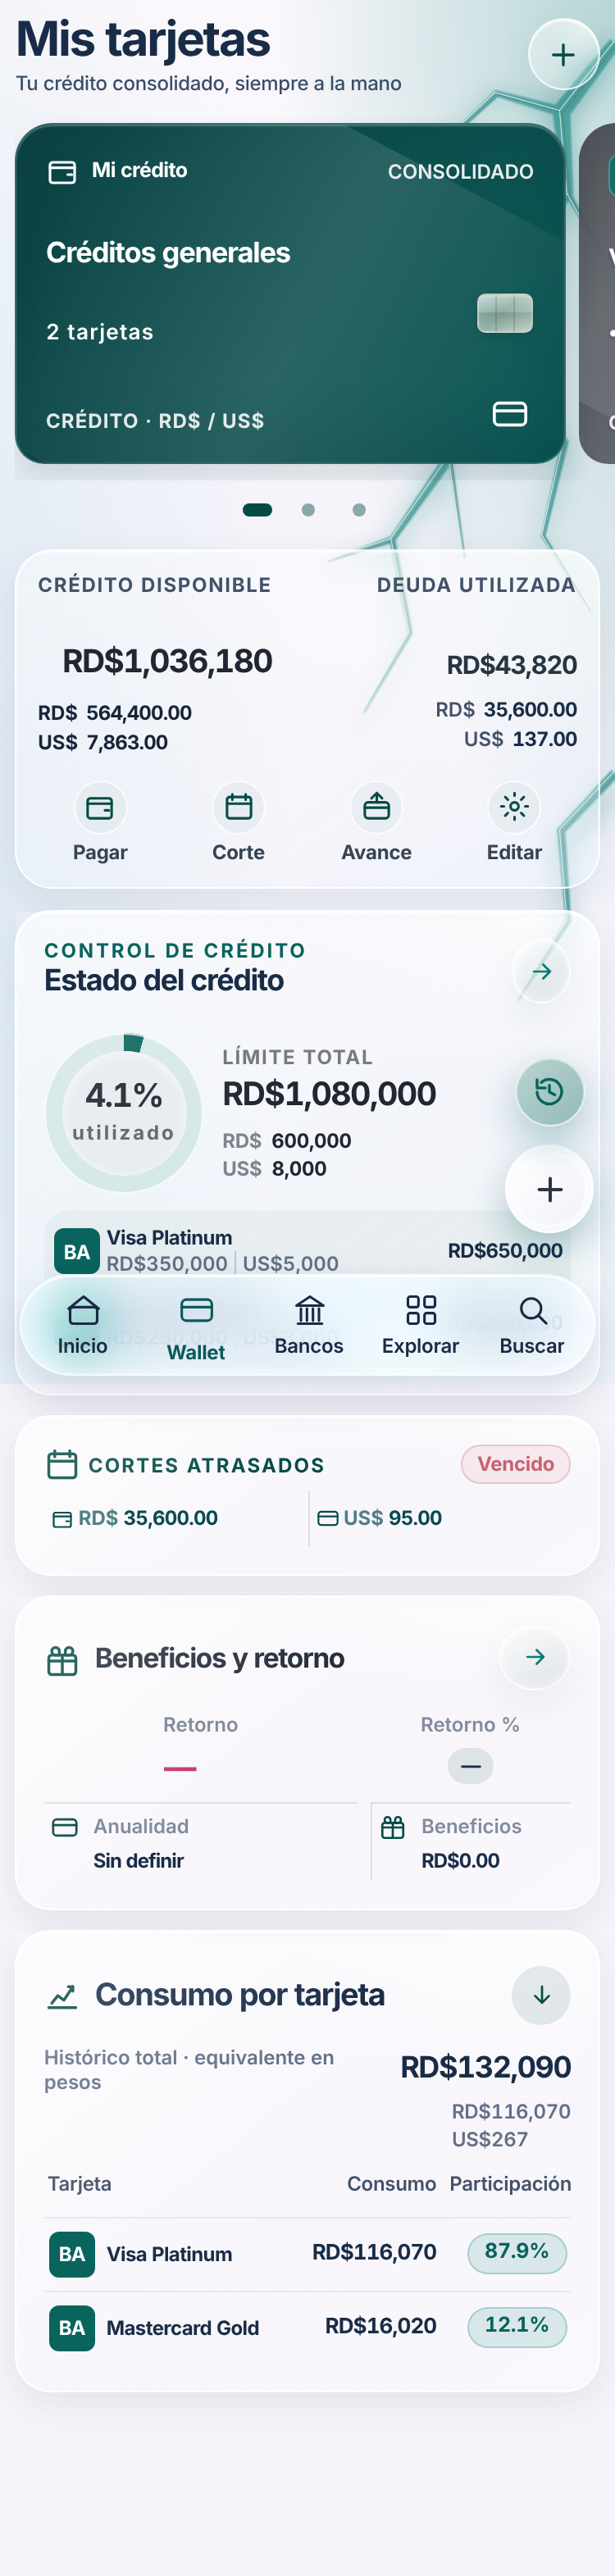 Mis tarjetas
Tu crédito consolidado, siempre a la mano
Mi crédito
CONSOLIDADO
Créditos generales
2 tarjetas
CRÉDITO · RD$ / US$
CRÉDITO DISPONIBLE
DEUDA UTILIZADA
RD$1,036,180
RD$43,820
RD$ 564,400.00
RD$ 35,600.00
US$ 7,863.00
US$ 137.00
Pagar
Corte
Avance
Editar
CONTROL DE CRÉDITO
Estado del crédito
4.1%
utilizado
LÍMITE TOTAL
RD$1,080,000
RD$ 600,000
US$ 8,000
BA
Visa Platinum
RD$350,000 | US$5,000
RD$650,000
Inicio
Wallet
Bancos
Explorar
Buscar
CORTES ATRASADOS
Vencido
RD$ 35,600.00
US$ 95.00
Beneficios y retorno
Retorno
Retorno %
—
—
Anualidad
Sin definir
Beneficios
RD$0.00
Consumo por tarjeta
Histórico total · equivalente en
pesos
RD$132,090
RD$116,070
US$267
Tarjeta
Consumo
Participación
BA
Visa Platinum
RD$116,070
87.9%
BA
Mastercard Gold
RD$16,020
12.1%